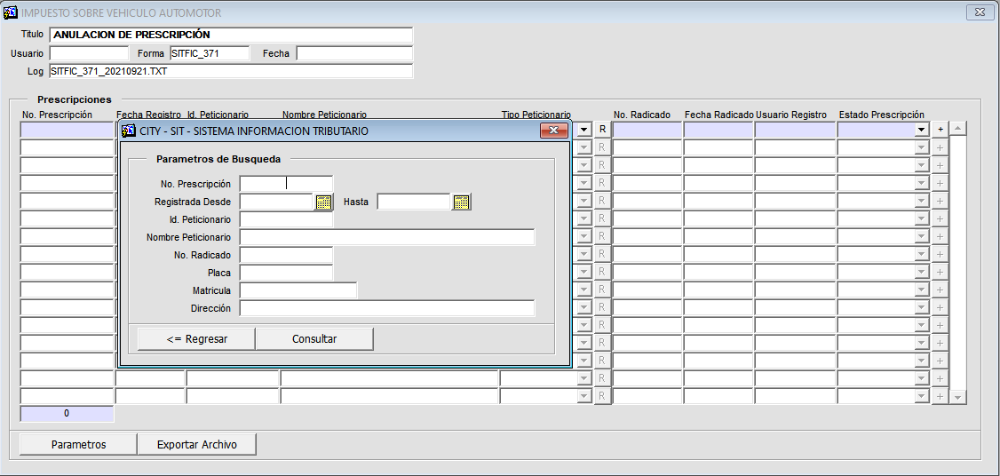 IMPUESTO SOBRE VEHICULO AUTOMOTOR
Titulo ANULACION DE PRESCRIPCIÓN
Usuario Forma SITFIC_371 Fecha
Log SITFIC_371_20210921.TXT
Prescripciones
No. Prescripción Fecha Registro Id. Peticionario Nombre Peticionario Tipo Peticionario No. Radicado Fecha Radicado Usuario Registro Estado Prescripción
R +
CITY - SIT - SISTEMA INFORMACION TRIBUTARIO
R +
Parametros de Busqueda
R +
No. Prescripción
R +
Registrada Desde Hasta
R +
Id. Peticionario
R +
Nombre Peticionario
R +
No. Radicado
R +
Placa
R +
Matricula
R +
Dirección
R +
R +
<= Regresar Consultar
R +
R +
R +
R +
0
Parametros Exportar Archivo